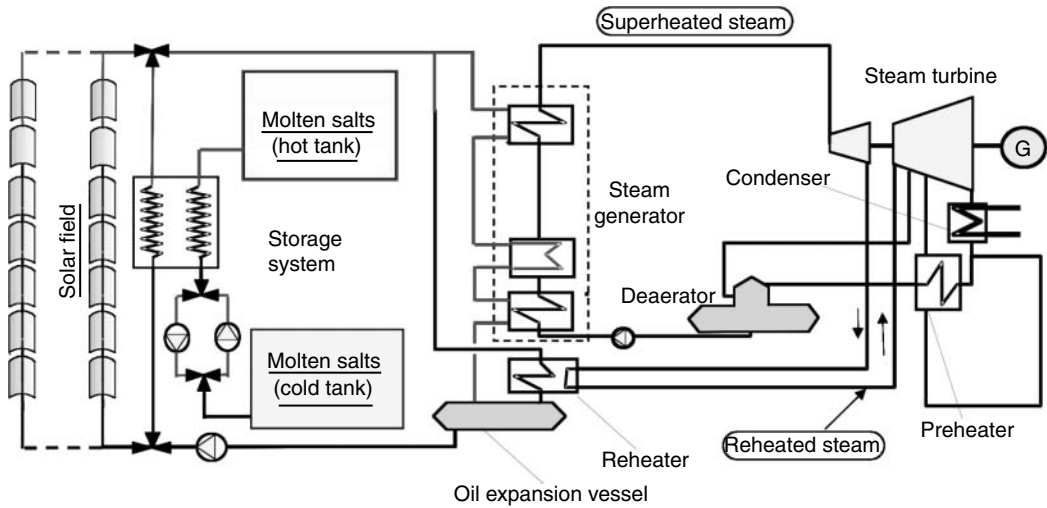 Superheated steam
Steam turbine
Molten salts
(hot tank)
G
Condenser
Steam
generator
Solar field
Storage
system
Deaerator
Molten salts
(cold tank)
Preheater
Reheated steam
Reheater
Oil expansion vessel